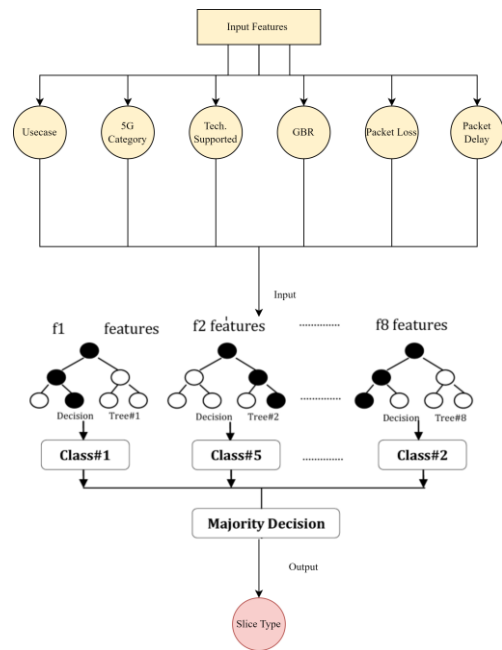 Input Features
Usecase
5G
Category
Tech.
Supported
GBR
Packet Loss
Packet
Delay
Input
f1 features f2 features ............. f8 features
Decision Tree#1 Decision Tree#2 ............. Decision Tree#8
Class#1 Class#5 ............. Class#2
Majority Decision
Output
Slice Type